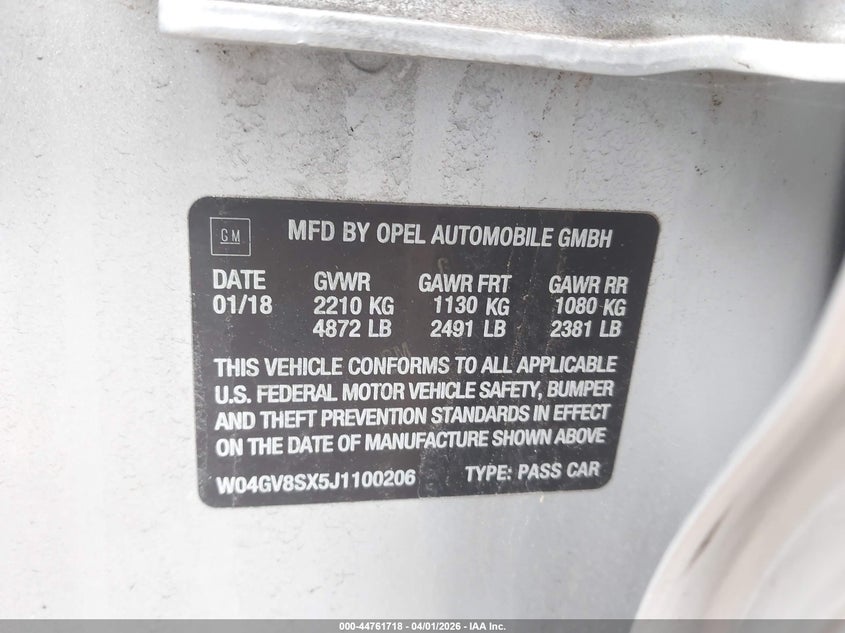 GM
MFD BY OPEL AUTOMOBILE GMBH
DATE GVWR GAWR FRT GAWR RR
01/18 2210 KG 1130 KG 1080 KG
4872 LB 2491 LB 2381 LB
THIS VEHICLE CONFORMS TO ALL APPLICABLE
U.S. FEDERAL MOTOR VEHICLE SAFETY, BUMPER
AND THEFT PREVENTION STANDARDS IN EFFECT
ON THE DATE OF MANUFACTURE SHOWN ABOVE
W04GV8SX5J1100206 TYPE: PASS CAR
000-44761718 - 04/01/2026 - IAA Inc.